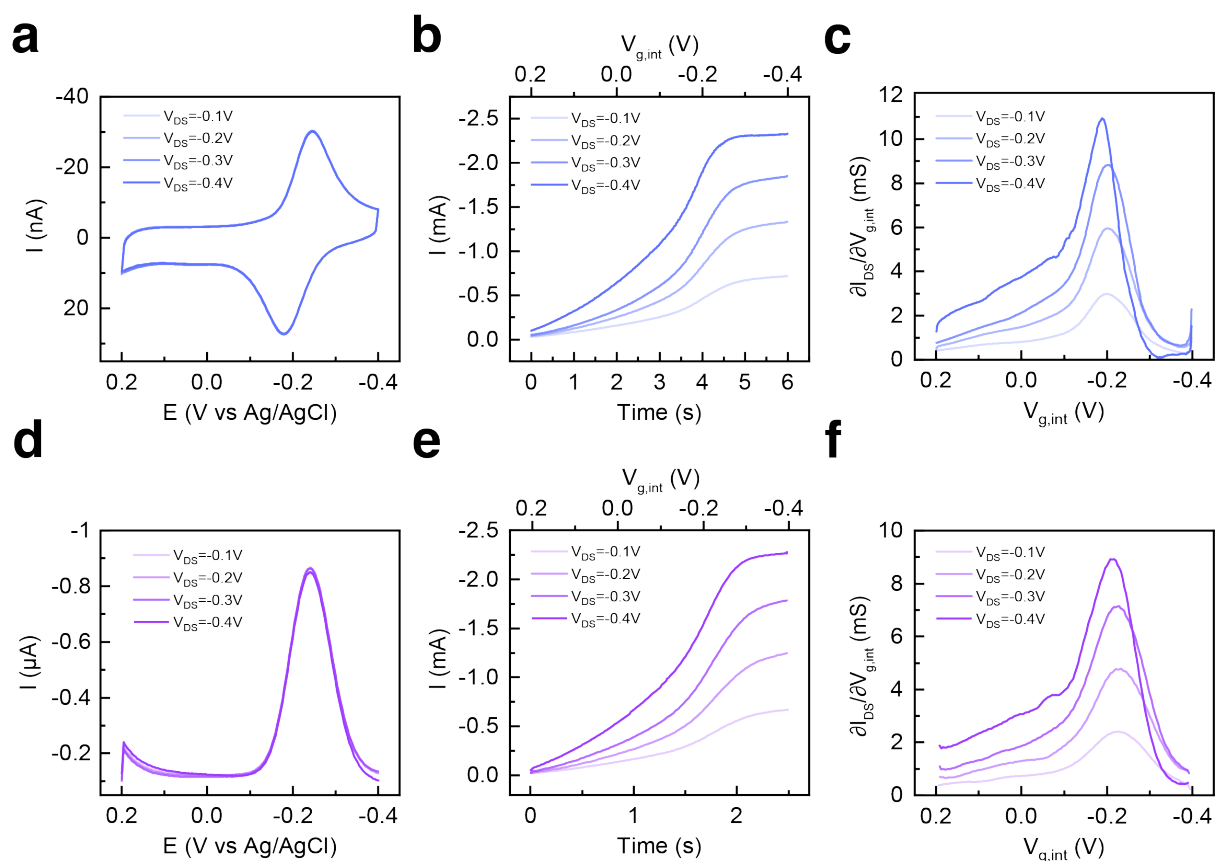 a
b
c
V_g,int (V)
0.2 0.0 -0.2 -0.4
-40
-20
0
20
I (nA)
V_DS=-0.1V
V_DS=-0.2V
V_DS=-0.3V
V_DS=-0.4V
0.2 0.0 -0.2 -0.4
E (V vs Ag/AgCl)
-2.5
-2.0
-1.5
-1.0
-0.5
0.0
I (mA)
V_DS=-0.1V
V_DS=-0.2V
V_DS=-0.3V
V_DS=-0.4V
0 1 2 3 4 5 6
Time (s)
12
10
8
6
4
2
0
∂I_DS/∂V_g,int (mS)
V_DS=-0.1V
V_DS=-0.2V
V_DS=-0.3V
V_DS=-0.4V
0.2 0.0 -0.2 -0.4
V_g,int (V)
d
e
f
V_g,int (V)
0.2 0.0 -0.2 -0.4
-1
-0.8
-0.6
-0.4
-0.2
I (µA)
V_DS=-0.1V
V_DS=-0.2V
V_DS=-0.3V
V_DS=-0.4V
0.2 0.0 -0.2 -0.4
E (V vs Ag/AgCl)
-2.5
-2.0
-1.5
-1.0
-0.5
0.0
I (mA)
V_DS=-0.1V
V_DS=-0.2V
V_DS=-0.3V
V_DS=-0.4V
0 1 2
Time (s)
10
8
6
4
2
0
∂I_DS/∂V_g,int (mS)
V_DS=-0.1V
V_DS=-0.2V
V_DS=-0.3V
V_DS=-0.4V
0.2 0.0 -0.2 -0.4
V_g,int (V)